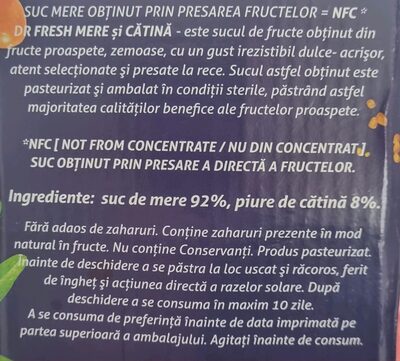 SUC MERE OBȚINUT PRIN PRESAREA FRUCTELOR = NFC *
DR FRESH MERE și CĂTINĂ - este sucul de fructe obținut din
fructe proaspete, zemoase, cu un gust irezistibil dulce- acrișor,
atent selecționate și presate la rece. Sucul astfel obținut este
pasteurizat și ambalat în condiții sterile, păstrând astfel
majoritatea calităților benefice ale fructelor proaspete.
*NFC [ NOT FROM CONCENTRATE / NU DIN CONCENTRAT ].
SUC OBȚINUT PRIN PRESARE A DIRECTĂ A FRUCTELOR.
Ingrediente: suc de mere 92%, piure de cătină 8%.
Fără adaos de zaharuri. Conține zaharuri prezente în mod
natural în fructe. Nu conține Conservanți. Produs pasteurizat.
Înainte de deschidere a se păstra la loc uscat și răcoros, ferit
de îngheț și acțiunea directă a razelor solare. După
deschidere a se consuma în maxim 10 zile.
A se consuma de preferință înainte de data imprimată pe
partea superioară a ambalajului. Agitați înainte de consum.